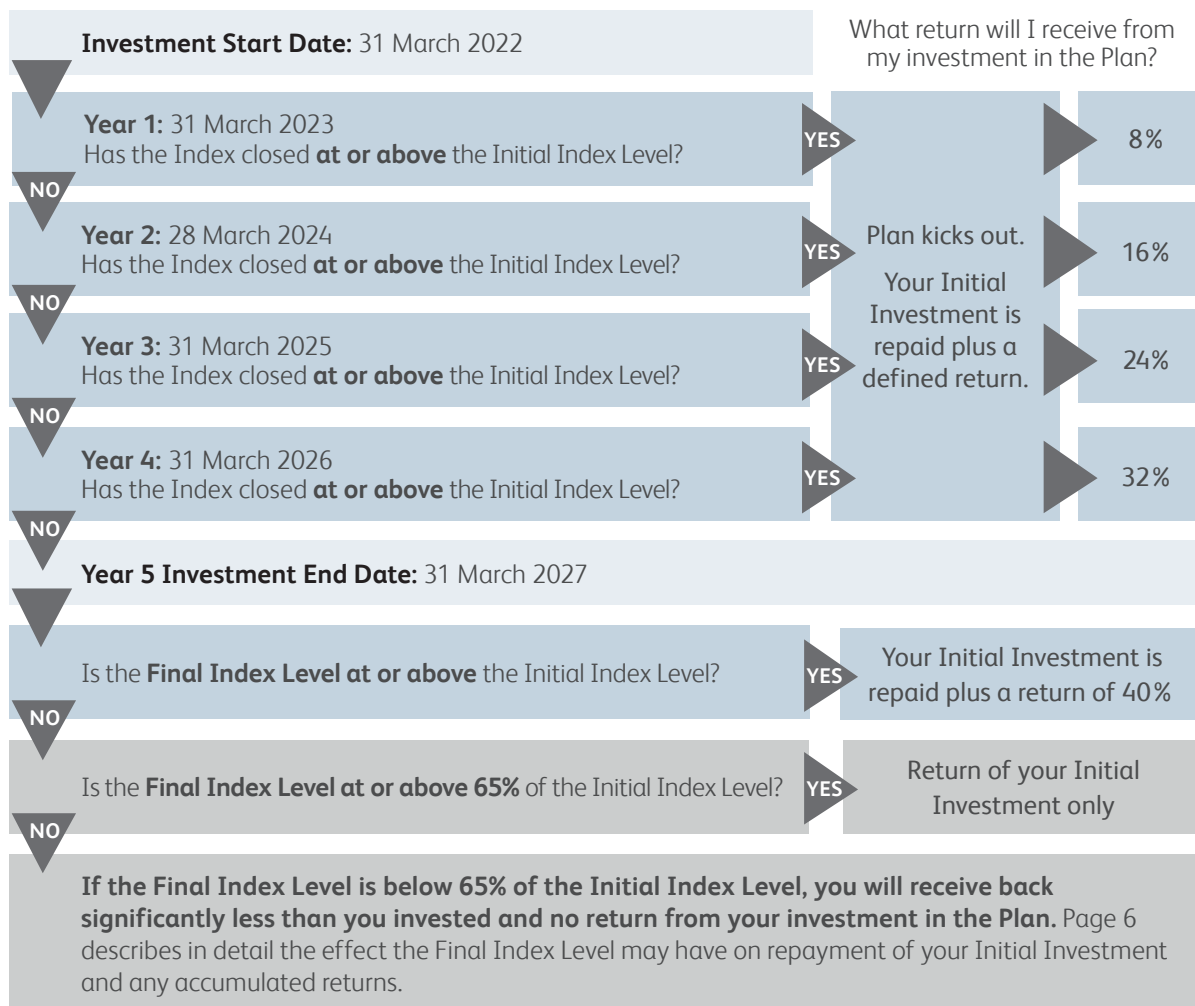 Investment Start Date: 31 March 2022
What return will I receive from
my investment in the Plan?
Year 1: 31 March 2023
Has the Index closed at or above the Initial Index Level?
YES
8%
NO
Year 2: 28 March 2024
Has the Index closed at or above the Initial Index Level?
YES
Plan kicks out.
Your Initial
Investment is
repaid plus a
defined return.
16%
NO
Year 3: 31 March 2025
Has the Index closed at or above the Initial Index Level?
YES
24%
NO
Year 4: 31 March 2026
Has the Index closed at or above the Initial Index Level?
YES
32%
NO
Year 5 Investment End Date: 31 March 2027
Is the Final Index Level at or above the Initial Index Level?
YES
Your Initial Investment is
repaid plus a return of 40%
NO
Is the Final Index Level at or above 65% of the Initial Index Level?
YES
Return of your Initial
Investment only
NO
If the Final Index Level is below 65% of the Initial Index Level, you will receive back
significantly less than you invested and no return from your investment in the Plan. Page 6
describes in detail the effect the Final Index Level may have on repayment of your Initial Investment
and any accumulated returns.